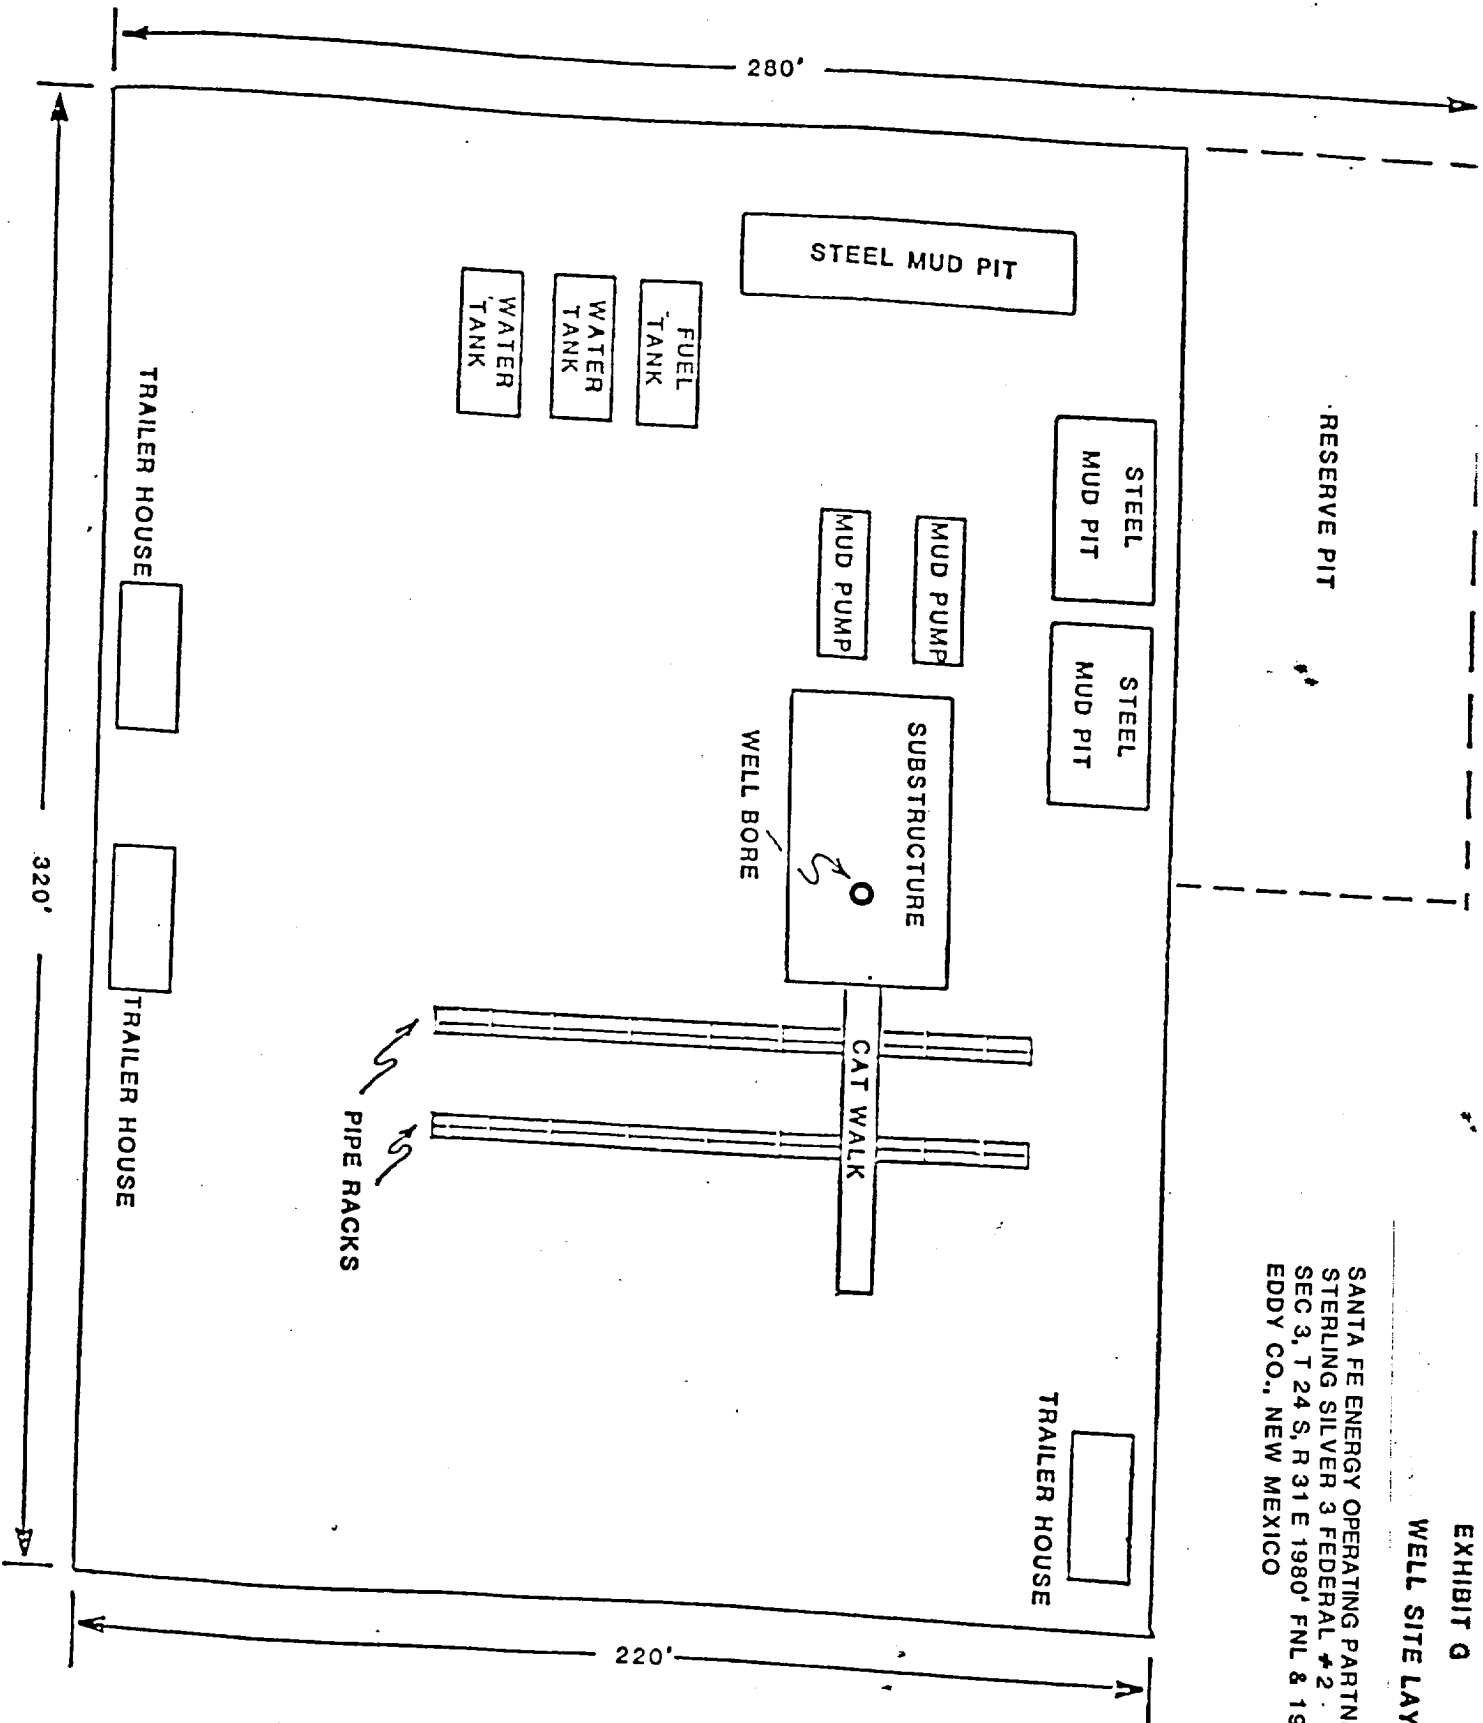 EXHIBIT G
WELL SITE LAY
SANTA FE ENERGY OPERATING PARTN
STERLING SILVER 3 FEDERAL #2
SEC 3, T 24 S, R 31 E 1980' FNL & 19
EDDY CO., NEW MEXICO
280'
RESERVE PIT
STEEL MUD PIT
STEEL
MUD PIT
STEEL
MUD PIT
FUEL
TANK
WATER
TANK
WATER
TANK
MUD PUMP
MUD PUMP
SUBSTRUCTURE
WELL BORE
CAT WALK
PIPE RACKS
TRAILER HOUSE
TRAILER HOUSE
TRAILER HOUSE
320'
220'